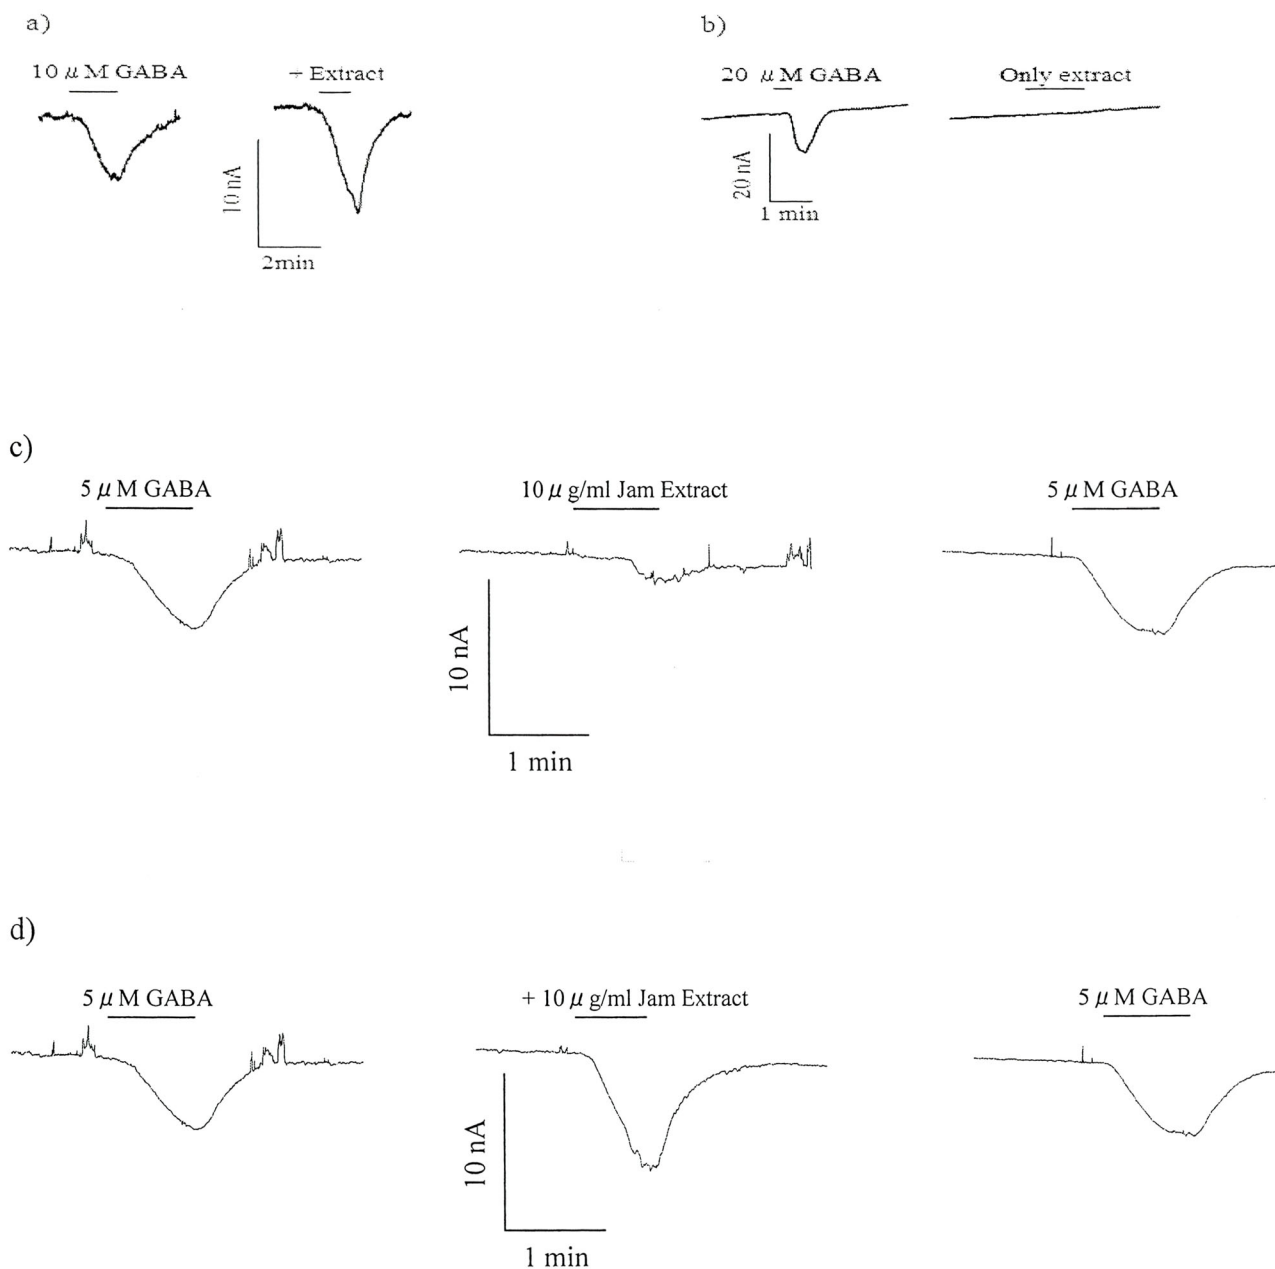 a)
b)
10 μM GABA
+ Extract
20 μM GABA
Only extract
10 nA
2min
20 nA
1 min
c)
5 μM GABA
10 μg/ml Jam Extract
5 μM GABA
10 nA
1 min
d)
5 μM GABA
+ 10 μg/ml Jam Extract
5 μM GABA
10 nA
1 min